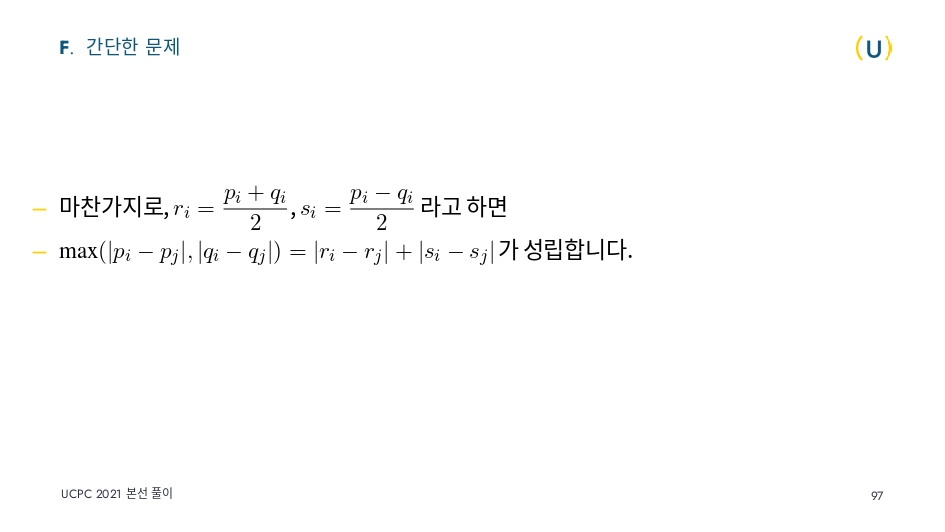 F. 간단한 문제
(U)
– 마찬가지로, r_i = (p_i + q_i)/2, s_i = (p_i − q_i)/2 라고 하면
– max(|p_i − p_j|, |q_i − q_j|) = |r_i − r_j| + |s_i − s_j| 가 성립합니다.
UCPC 2021 본선 풀이
97